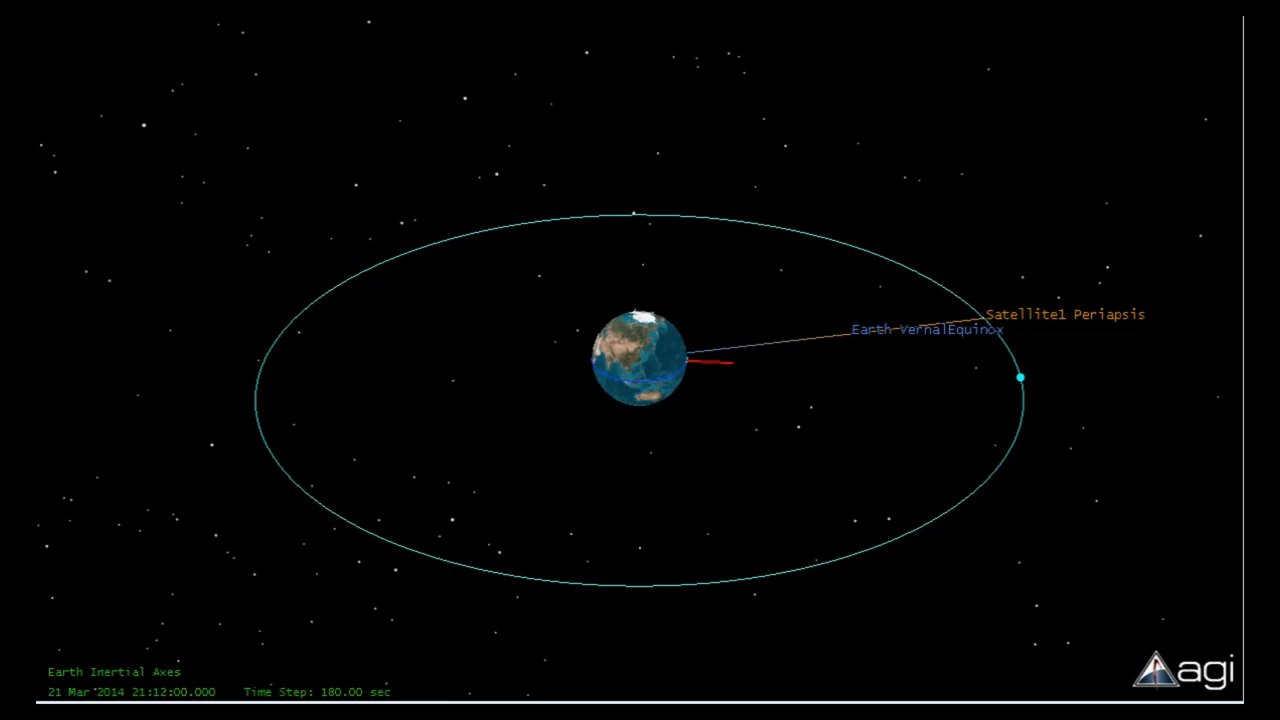 Satellite1 Periapsis
Earth VernalEquinox
Earth Inertial Axes
21 Mar 2014 21:12:00.000 Time Step: 180.00 sec
agi